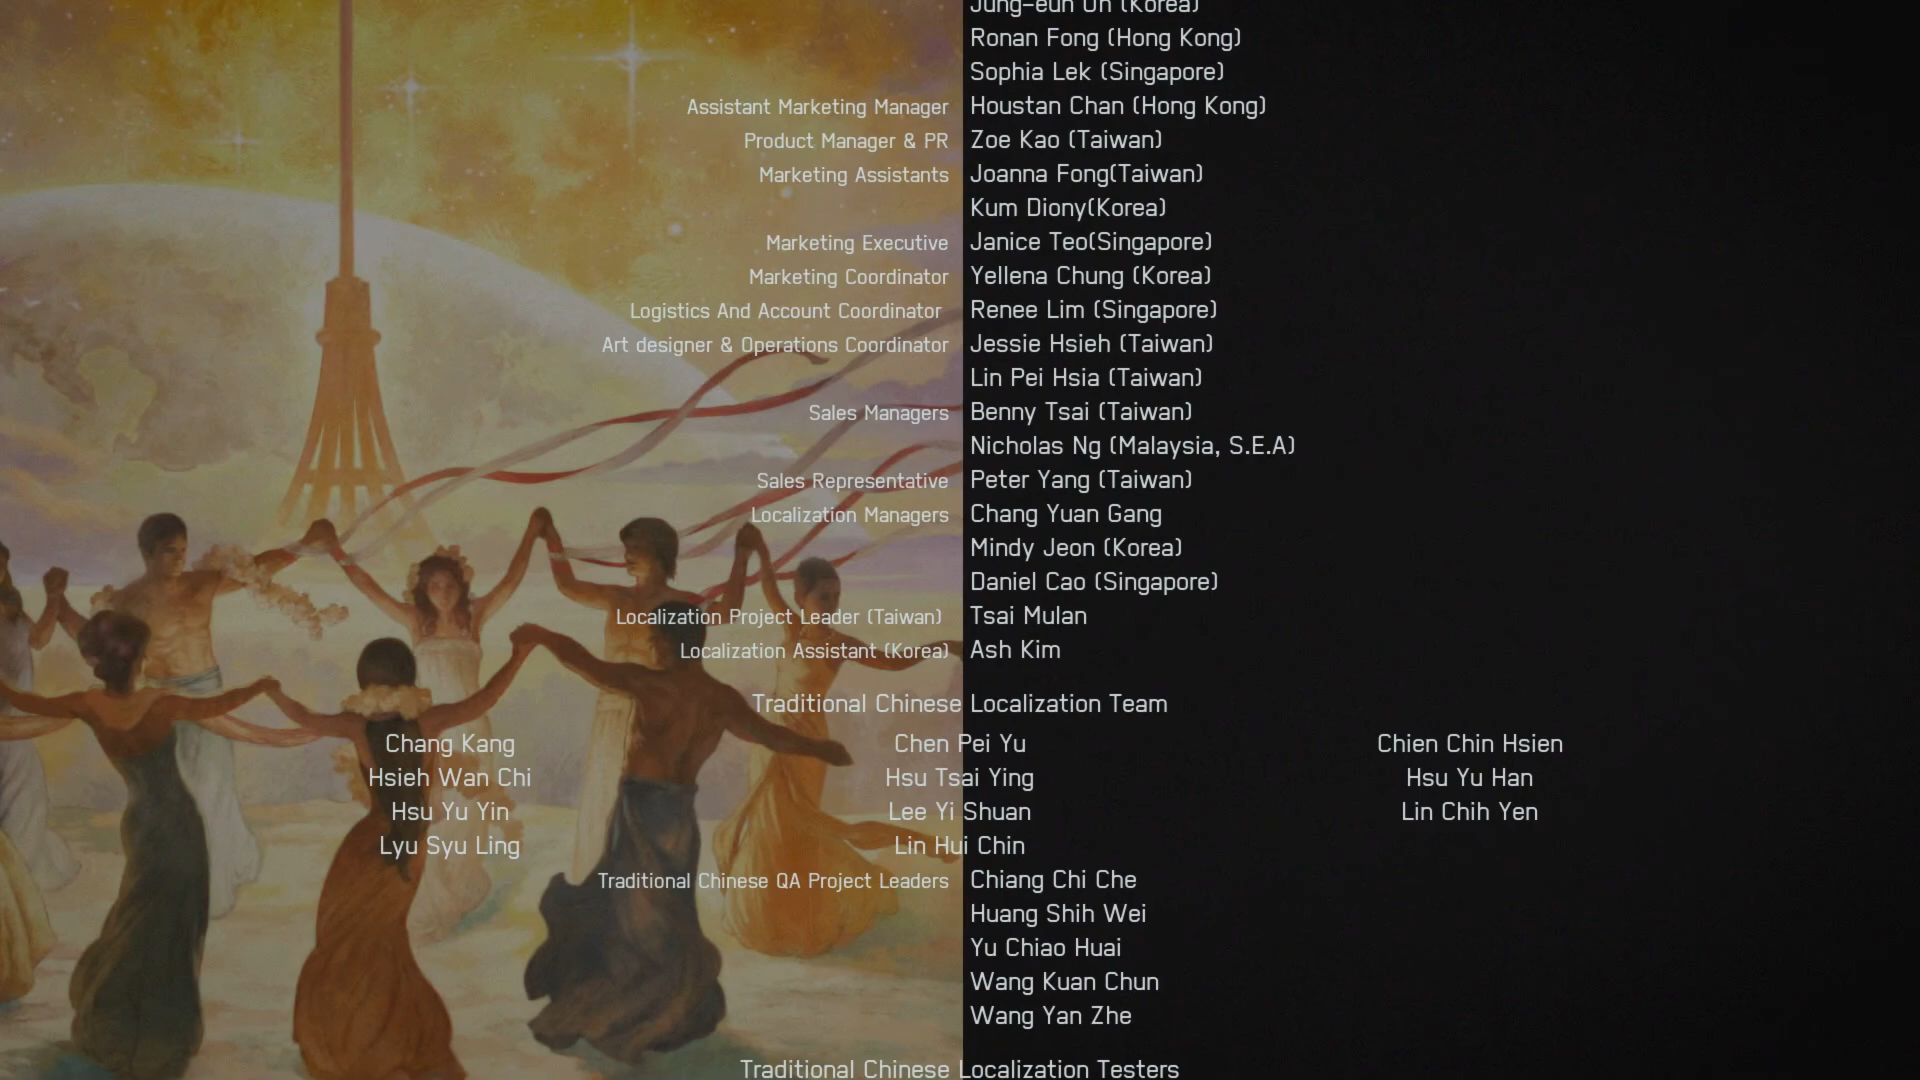 Jung-eun Oh (Korea)
Ronan Fong (Hong Kong)
Sophia Lek (Singapore)
Assistant Marketing Manager Houstan Chan (Hong Kong)
Product Manager & PR Zoe Kao (Taiwan)
Marketing Assistants Joanna Fong(Taiwan)
Kum Diony(Korea)
Marketing Executive Janice Teo(Singapore)
Marketing Coordinator Yellena Chung (Korea)
Logistics And Account Coordinator Renee Lim (Singapore)
Art designer & Operations Coordinator Jessie Hsieh (Taiwan)
Lin Pei Hsia (Taiwan)
Sales Managers Benny Tsai (Taiwan)
Nicholas Ng (Malaysia, S.E.A)
Sales Representative Peter Yang (Taiwan)
Localization Managers Chang Yuan Gang
Mindy Jeon (Korea)
Daniel Cao (Singapore)
Localization Project Leader (Taiwan) Tsai Mulan
Localization Assistant (Korea) Ash Kim
Traditional Chinese Localization Team
Chang Kang Chen Pei Yu Chien Chin Hsien
Hsieh Wan Chi Hsu Tsai Ying Hsu Yu Han
Hsu Yu Yin Lee Yi Shuan Lin Chih Yen
Lyu Syu Ling Lin Hui Chin
Traditional Chinese QA Project Leaders Chiang Chi Che
Huang Shih Wei
Yu Chiao Huai
Wang Kuan Chun
Wang Yan Zhe
Traditional Chinese Localization Testers